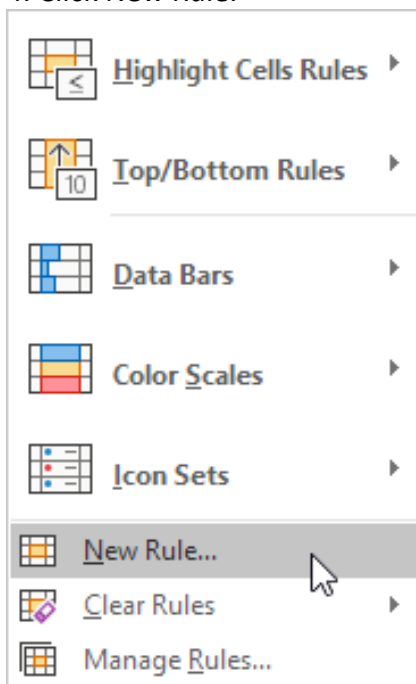 4. Click New Rule.
≤
Highlight Cells Rules
10
Top/Bottom Rules
Data Bars
Color Scales
Icon Sets
New Rule...
Clear Rules
Manage Rules...